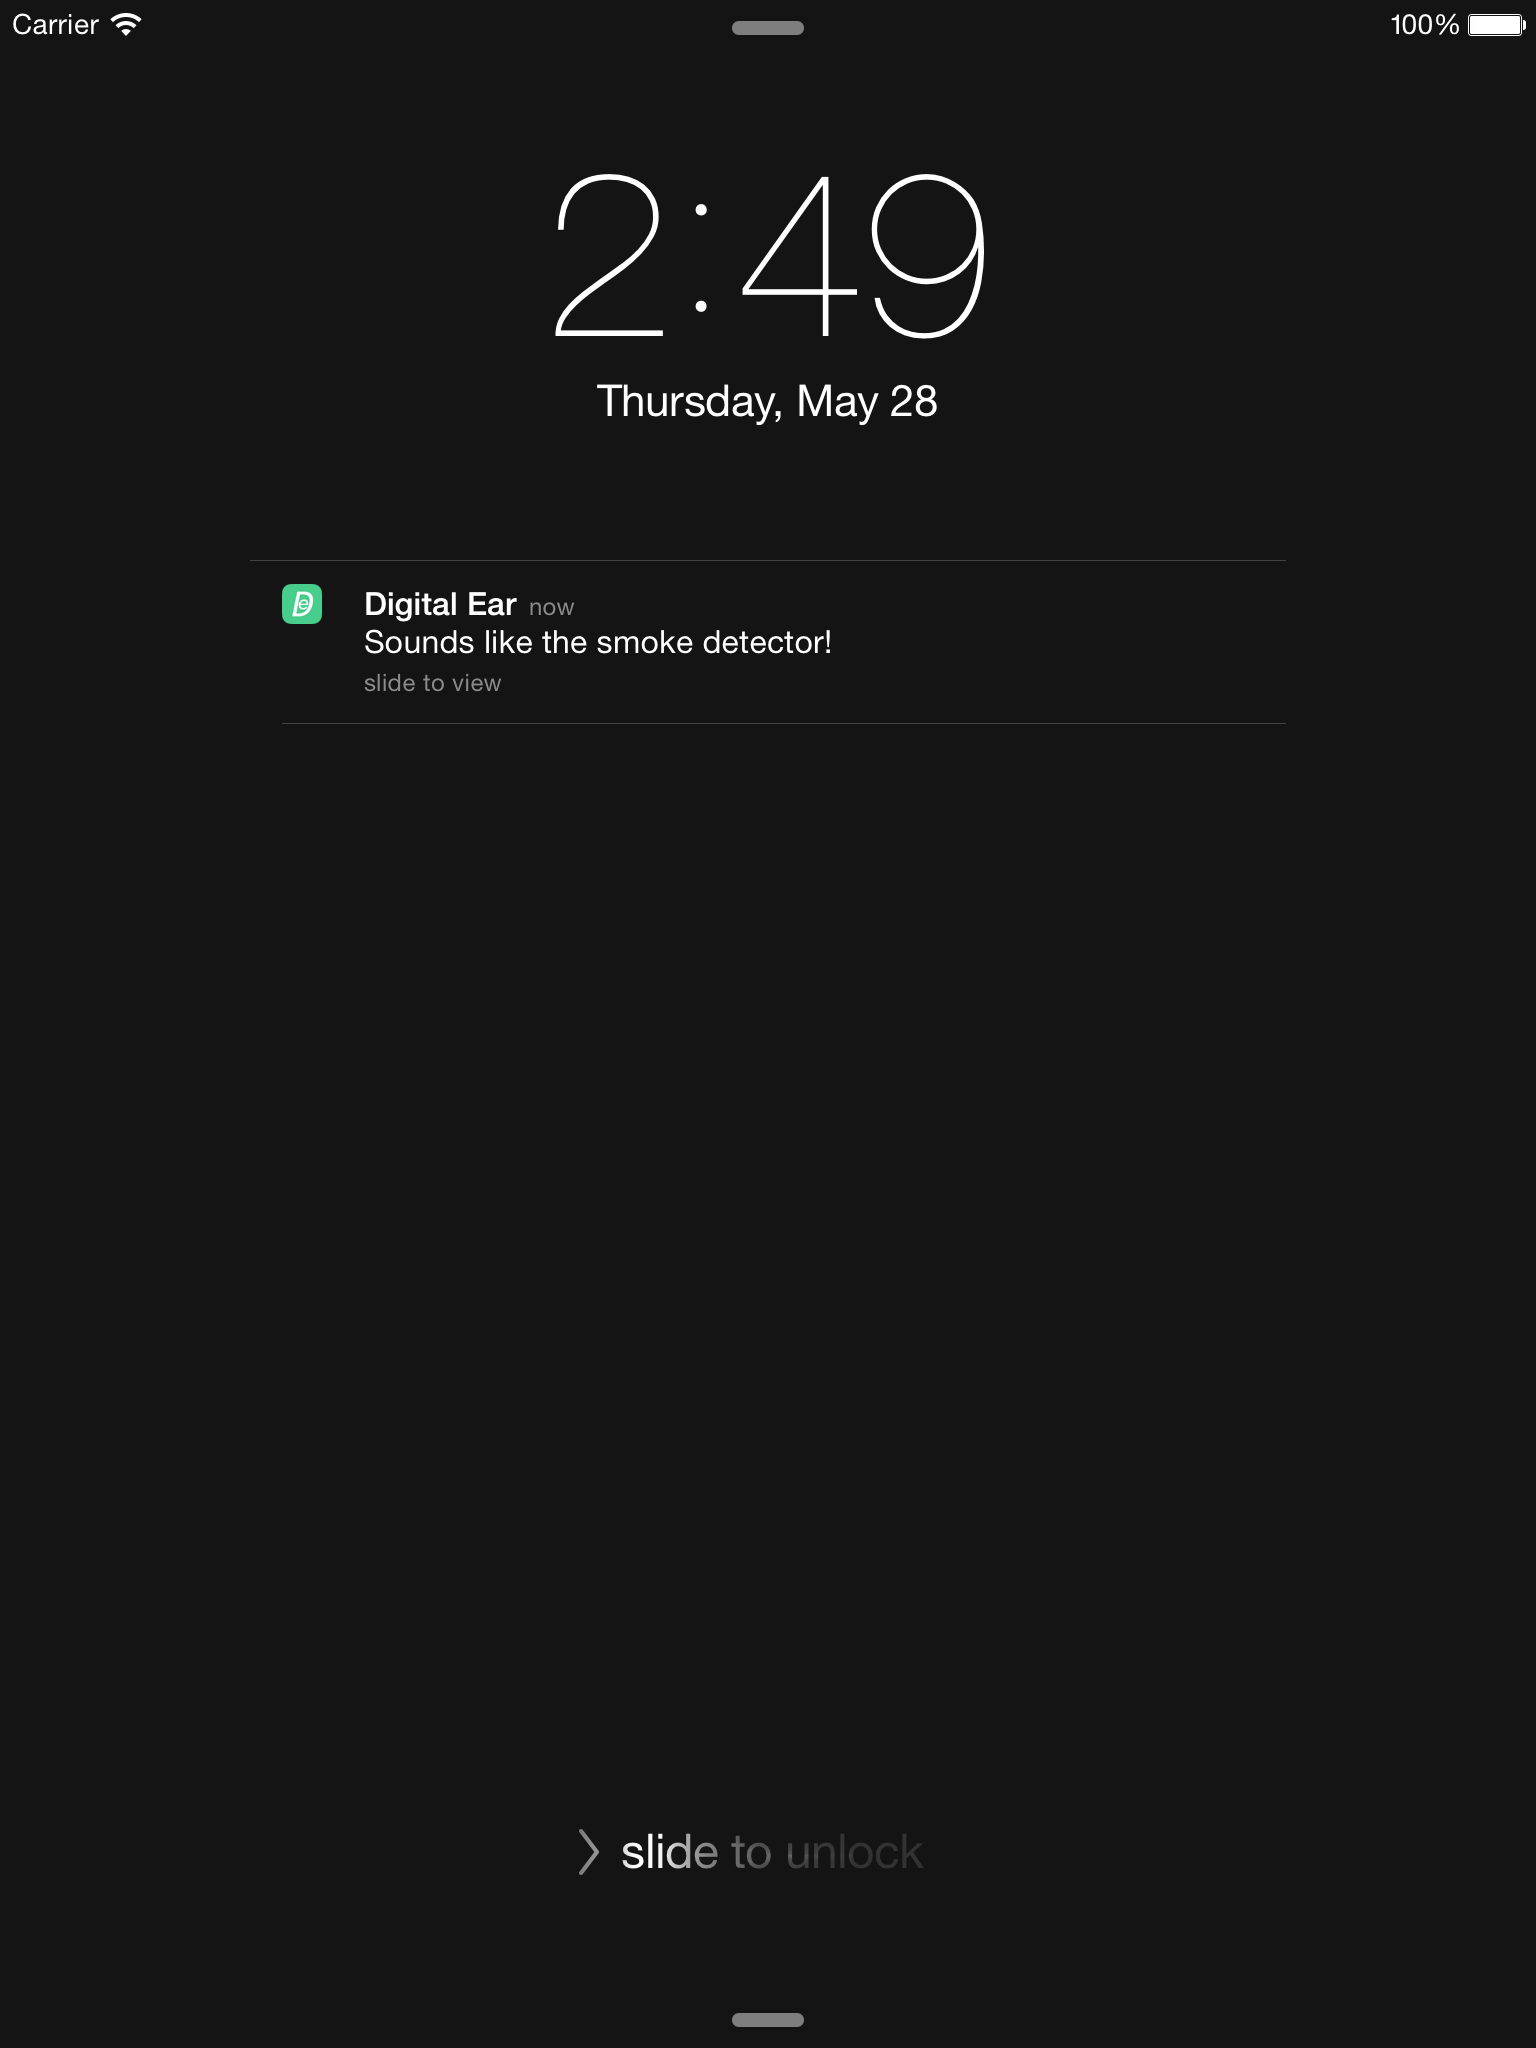 Carrier 100%
2:49
Thursday, May 28
De
Digital Ear now
Sounds like the smoke detector!
slide to view
slide to unlock